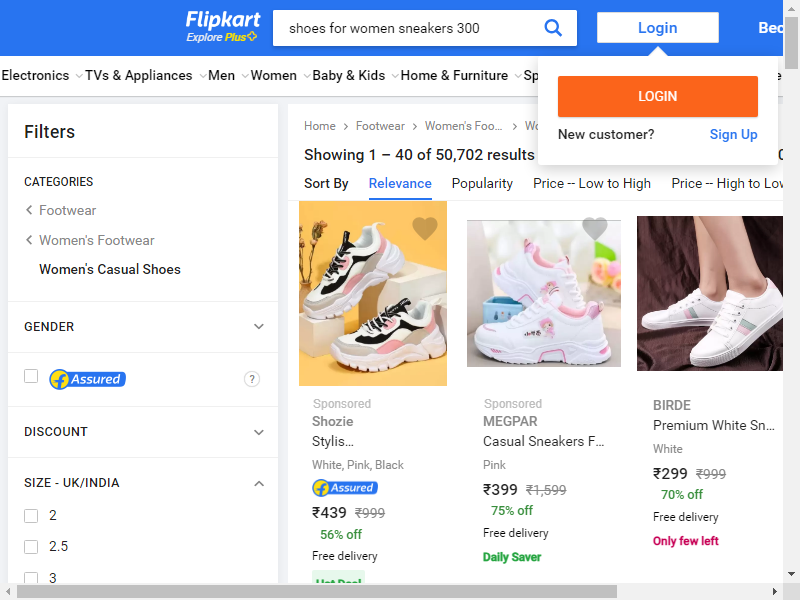 Flipkart
Explore Plus
shoes for women sneakers 300
Login
Electronics
TVs & Appliances
Men
Women
Baby & Kids
Home & Furniture
LOGIN
New customer?
Sign Up
Filters
CATEGORIES
Footwear
Women's Footwear
Women's Casual Shoes
GENDER
Assured
?
DISCOUNT
SIZE - UK/INDIA
2
2.5
3
Home
Footwear
Women's Foo...
Showing 1 – 40 of 50,702 results
Sort By
Relevance
Popularity
Price -- Low to High
Price -- High to Low
Sponsored
Shozie
Stylis...
White, Pink, Black
Assured
₹439 ₹999
56% off
Free delivery
Hot Deal
Sponsored
MEGPAR
Casual Sneakers F...
Pink
₹399 ₹1,599
75% off
Free delivery
Daily Saver
BIRDE
Premium White Sn...
White
₹299 ₹999
70% off
Free delivery
Only few left